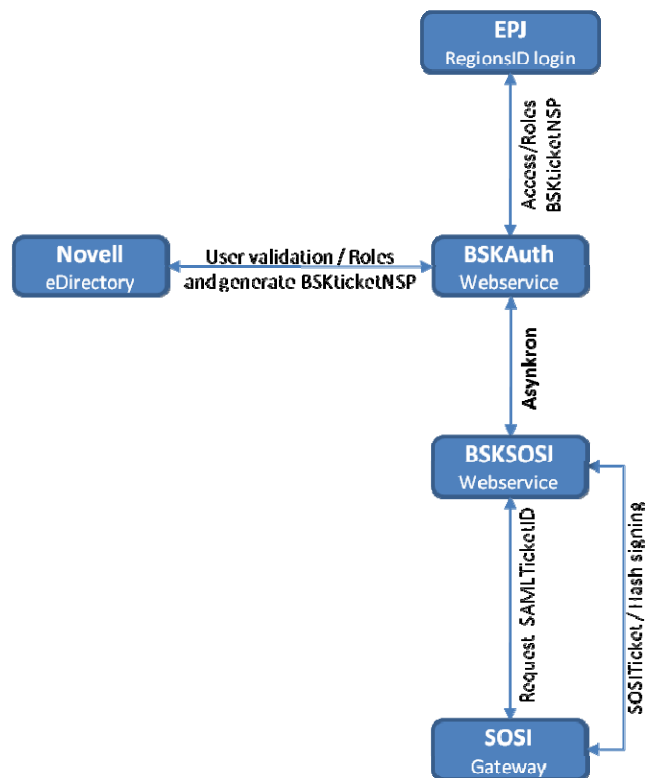 EPJ
RegionsID login
Access/Roles
BSKticketNSP
Novell
eDirectory
User validation / Roles
and generate BSKticketNSP
BSKAuth
Webservice
Asynkron
BSKSOSI
Webservice
Request SAMLTicketID
SOSITicket / Hash signing
SOSI
Gateway